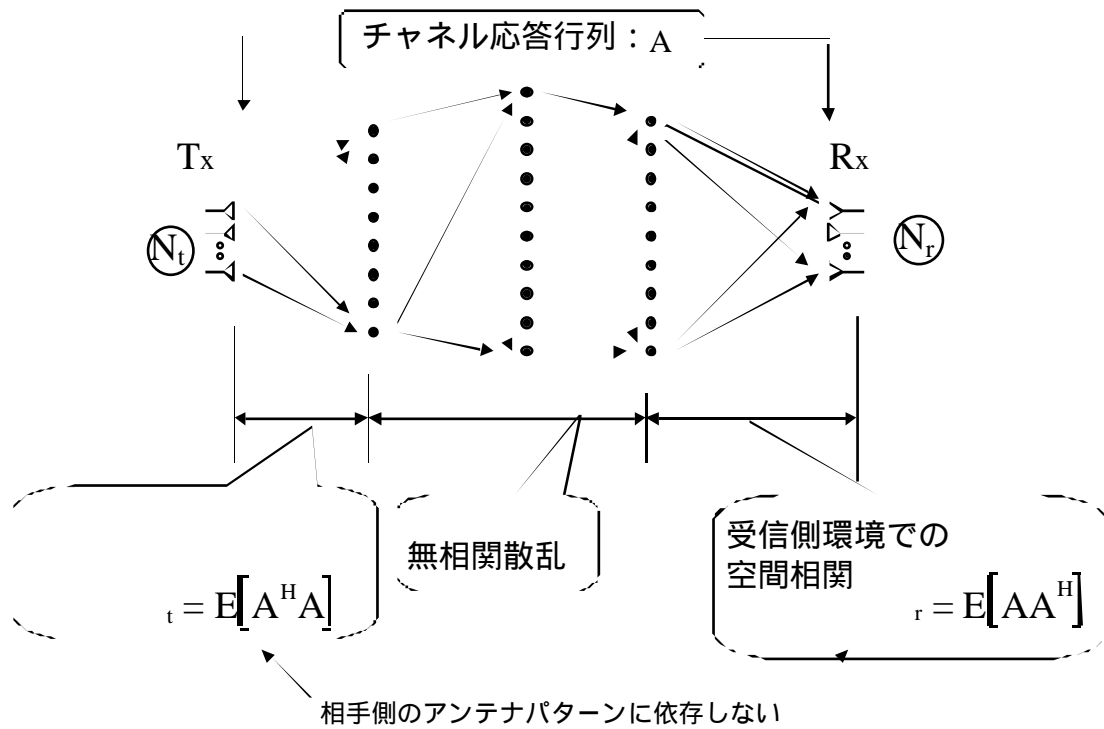 チャネル応答行列：A
Tx
Rx
Nt
Nr
無相関散乱
受信側環境での
空間相関
t = E[A^H A]
r = E[AA^H]
相手側のアンテナパターンに依存しない